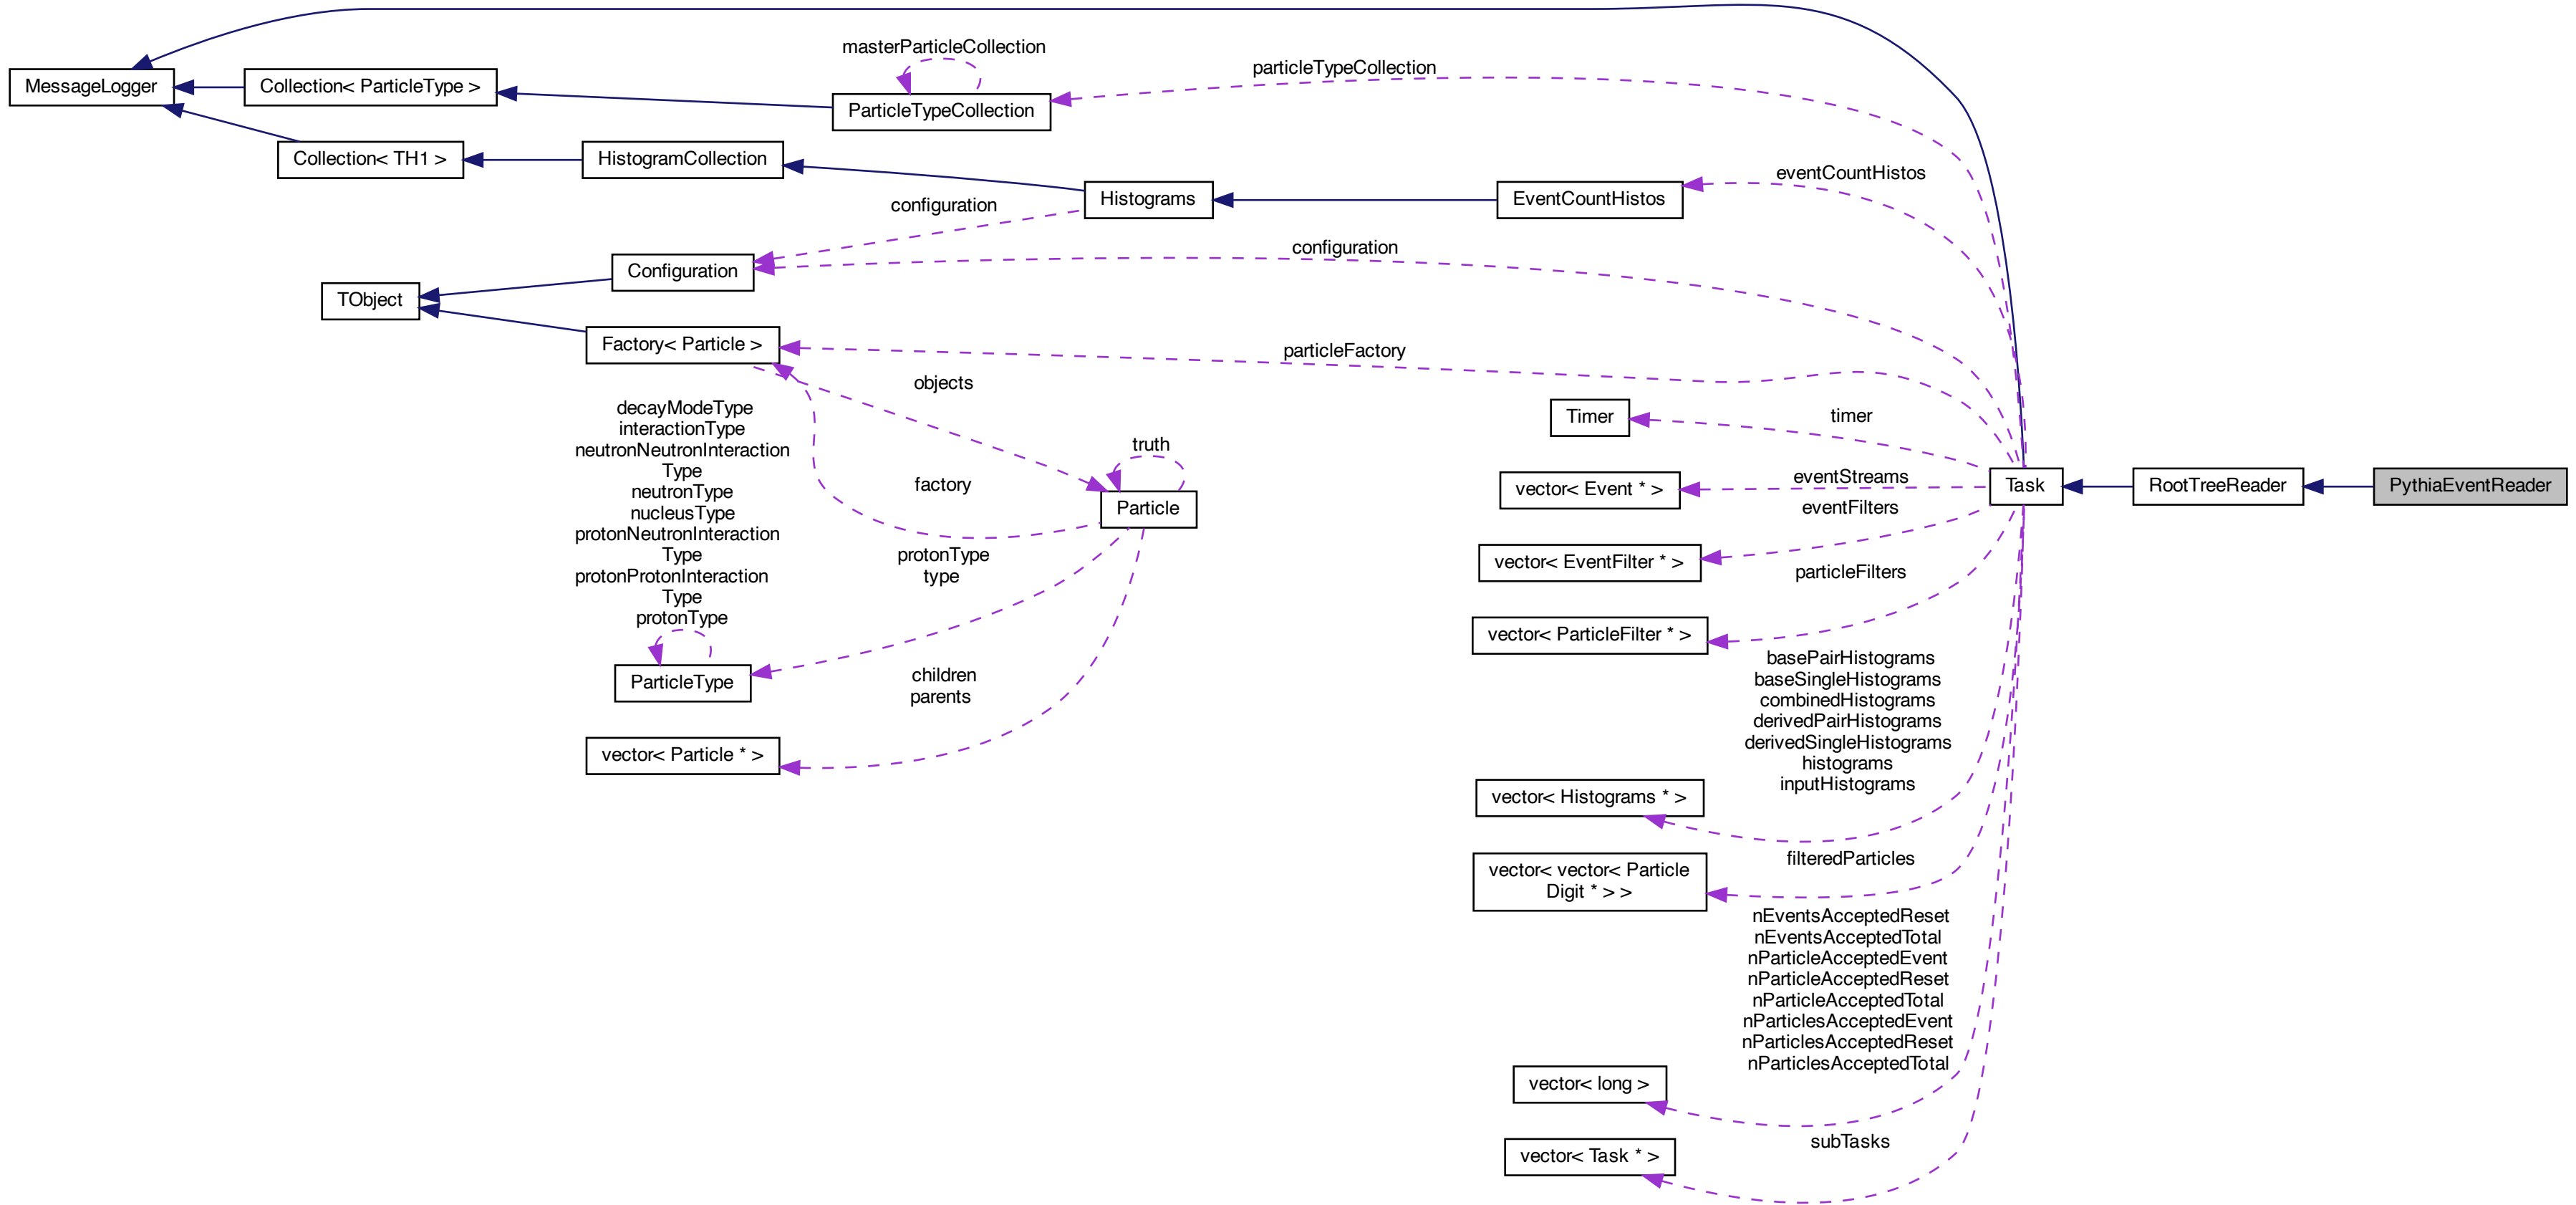 masterParticleCollection
particleTypeCollection
MessageLogger
Collection< ParticleType >
ParticleTypeCollection
Collection< TH1 >
HistogramCollection
eventCountHistos
Histograms
EventCountHistos
configuration
configuration
Configuration
TObject
Factory< Particle >
particleFactory
objects
decayModeType
interactionType
neutronNeutronInteraction
Type
neutronType
nucleusType
protonNeutronInteraction
Type
protonProtonInteraction
Type
protonType
Timer
timer
truth
factory
Particle
vector< Event * >
eventStreams
Task
RootTreeReader
PythiaEventReader
eventFilters
protonType
type
vector< EventFilter * >
particleFilters
vector< ParticleFilter * >
ParticleType
children
parents
basePairHistograms
baseSingleHistograms
combinedHistograms
derivedPairHistograms
derivedSingleHistograms
histograms
inputHistograms
vector< Particle * >
vector< Histograms * >
filteredParticles
vector< vector< Particle
Digit * > >
nEventsAcceptedReset
nEventsAcceptedTotal
nParticleAcceptedEvent
nParticleAcceptedReset
nParticleAcceptedTotal
nParticlesAcceptedEvent
nParticlesAcceptedReset
nParticlesAcceptedTotal
vector< long >
subTasks
vector< Task * >